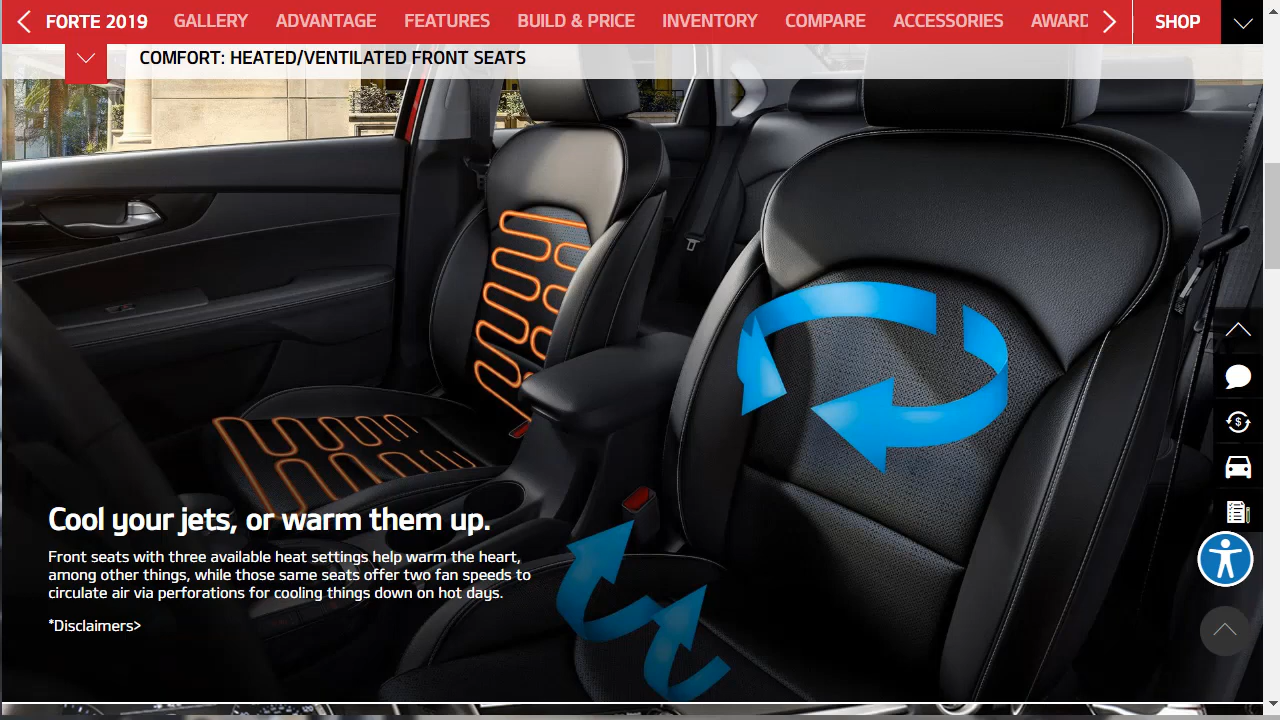 FORTE 2019 GALLERY ADVANTAGE FEATURES BUILD & PRICE INVENTORY COMPARE ACCESSORIES AWARD SHOP
COMFORT: HEATED/VENTILATED FRONT SEATS
Cool your jets, or warm them up.
Front seats with three available heat settings help warm the heart,
among other things, while those same seats offer two fan speeds to
circulate air via perforations for cooling things down on hot days.
*Disclaimers>